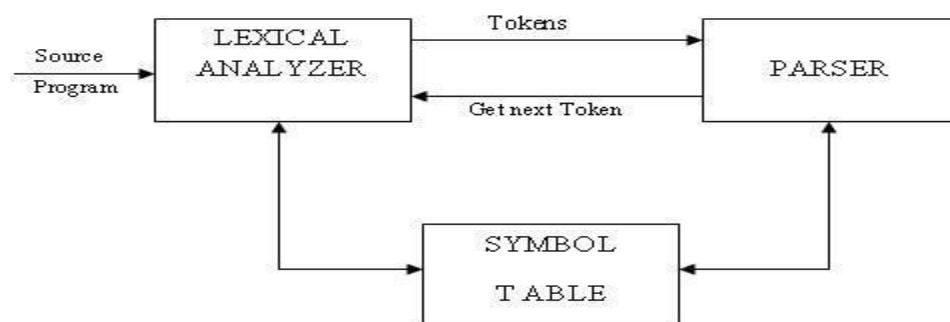 Source
Program
LEXICAL
ANALYZER
Tokens
Get next Token
PARSER
SYMBOL
TABLE